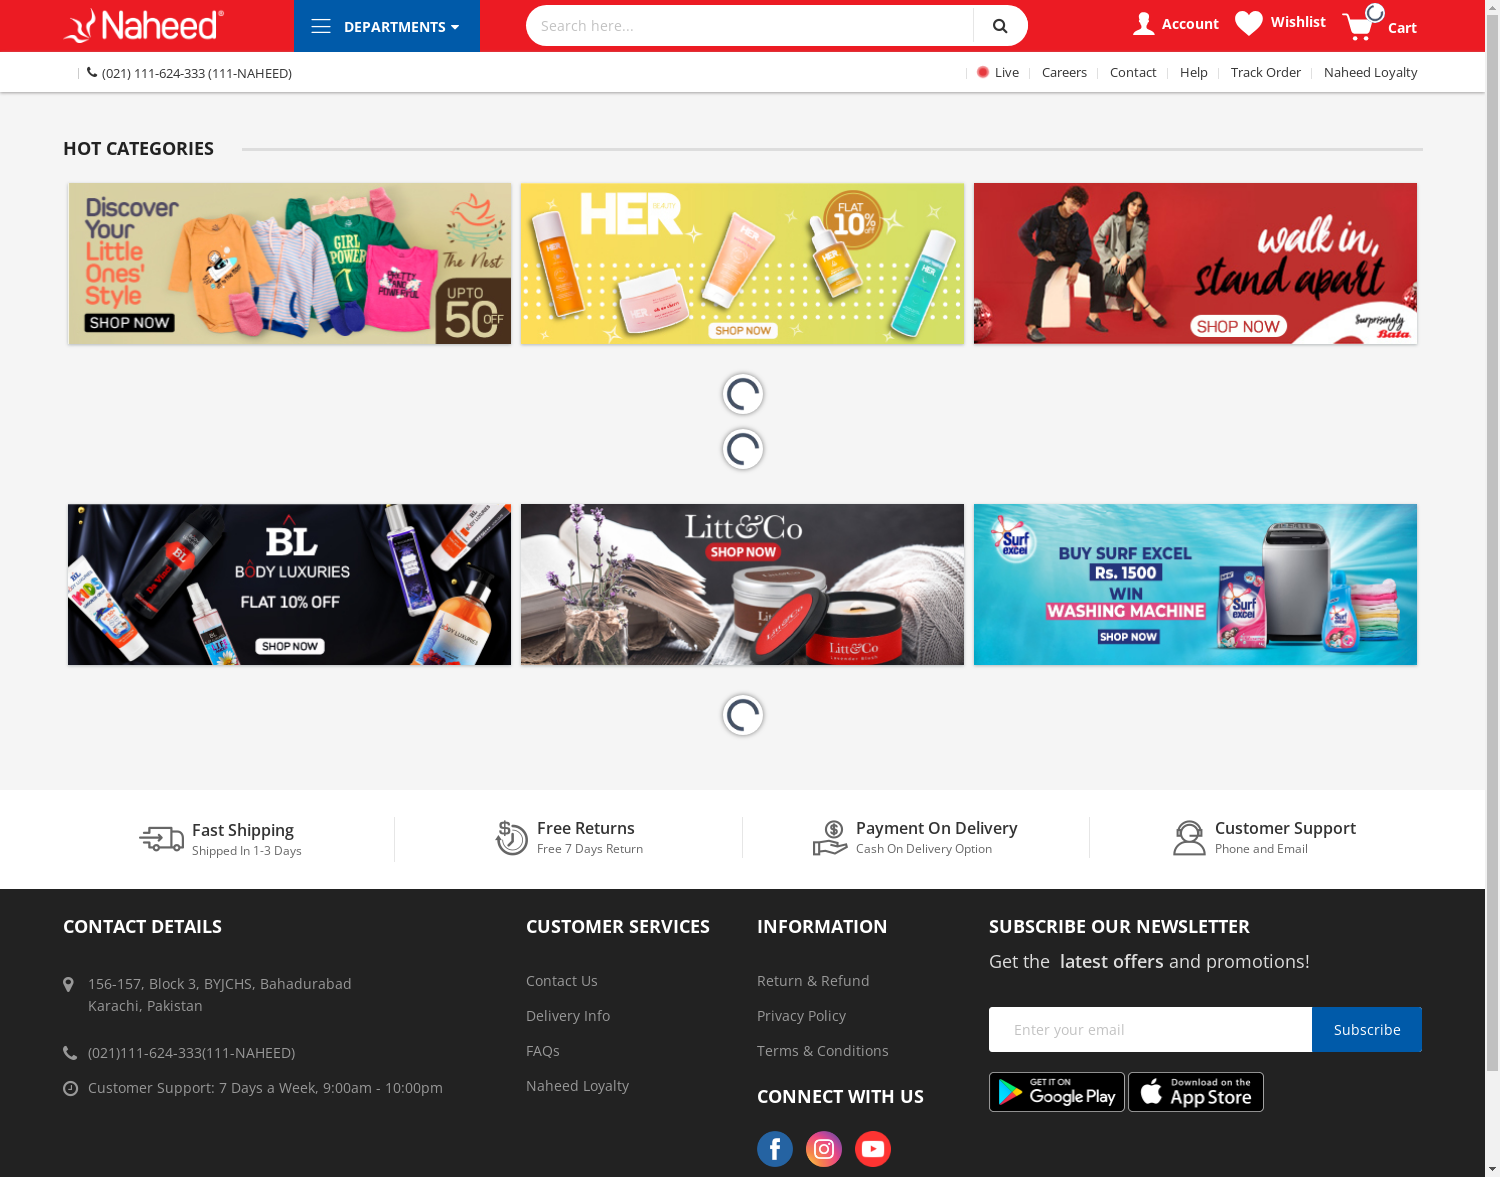 Naheed®
DEPARTMENTS
Search here...
Account
Wishlist
Cart
(021) 111-624-333 (111-NAHEED)
Live
Careers
Contact
Help
Track Order
Naheed Loyalty
HOT CATEGORIES
Discover
Your
Little
Ones'
Style
SHOP NOW
GIRL
POWER
PRETTY
AND
POWERFUL
The Nest
UPTO
50 OFF
HER BEAUTY
FLAT
10%
off
SHOP NOW
walk in,
stand apart
SHOP NOW
Surprisingly
Bata
BL
BODY LUXURIES
FLAT 10% OFF
SHOP NOW
Litt&Co
SHOP NOW
Litt&Co
Surf
excel
BUY SURF EXCEL
Rs. 1500
WIN
WASHING MACHINE
SHOP NOW
Surf
excel
Fast Shipping
Shipped In 1-3 Days
Free Returns
Free 7 Days Return
Payment On Delivery
Cash On Delivery Option
Customer Support
Phone and Email
CONTACT DETAILS
156-157, Block 3, BYJCHS, Bahadurabad
Karachi, Pakistan
(021)111-624-333(111-NAHEED)
Customer Support: 7 Days a Week, 9:00am - 10:00pm
CUSTOMER SERVICES
Contact Us
Delivery Info
FAQs
Naheed Loyalty
INFORMATION
Return & Refund
Privacy Policy
Terms & Conditions
CONNECT WITH US
SUBSCRIBE OUR NEWSLETTER
Get the latest offers and promotions!
Enter your email
Subscribe
GET IT ON
Google Play
Download on the
App Store